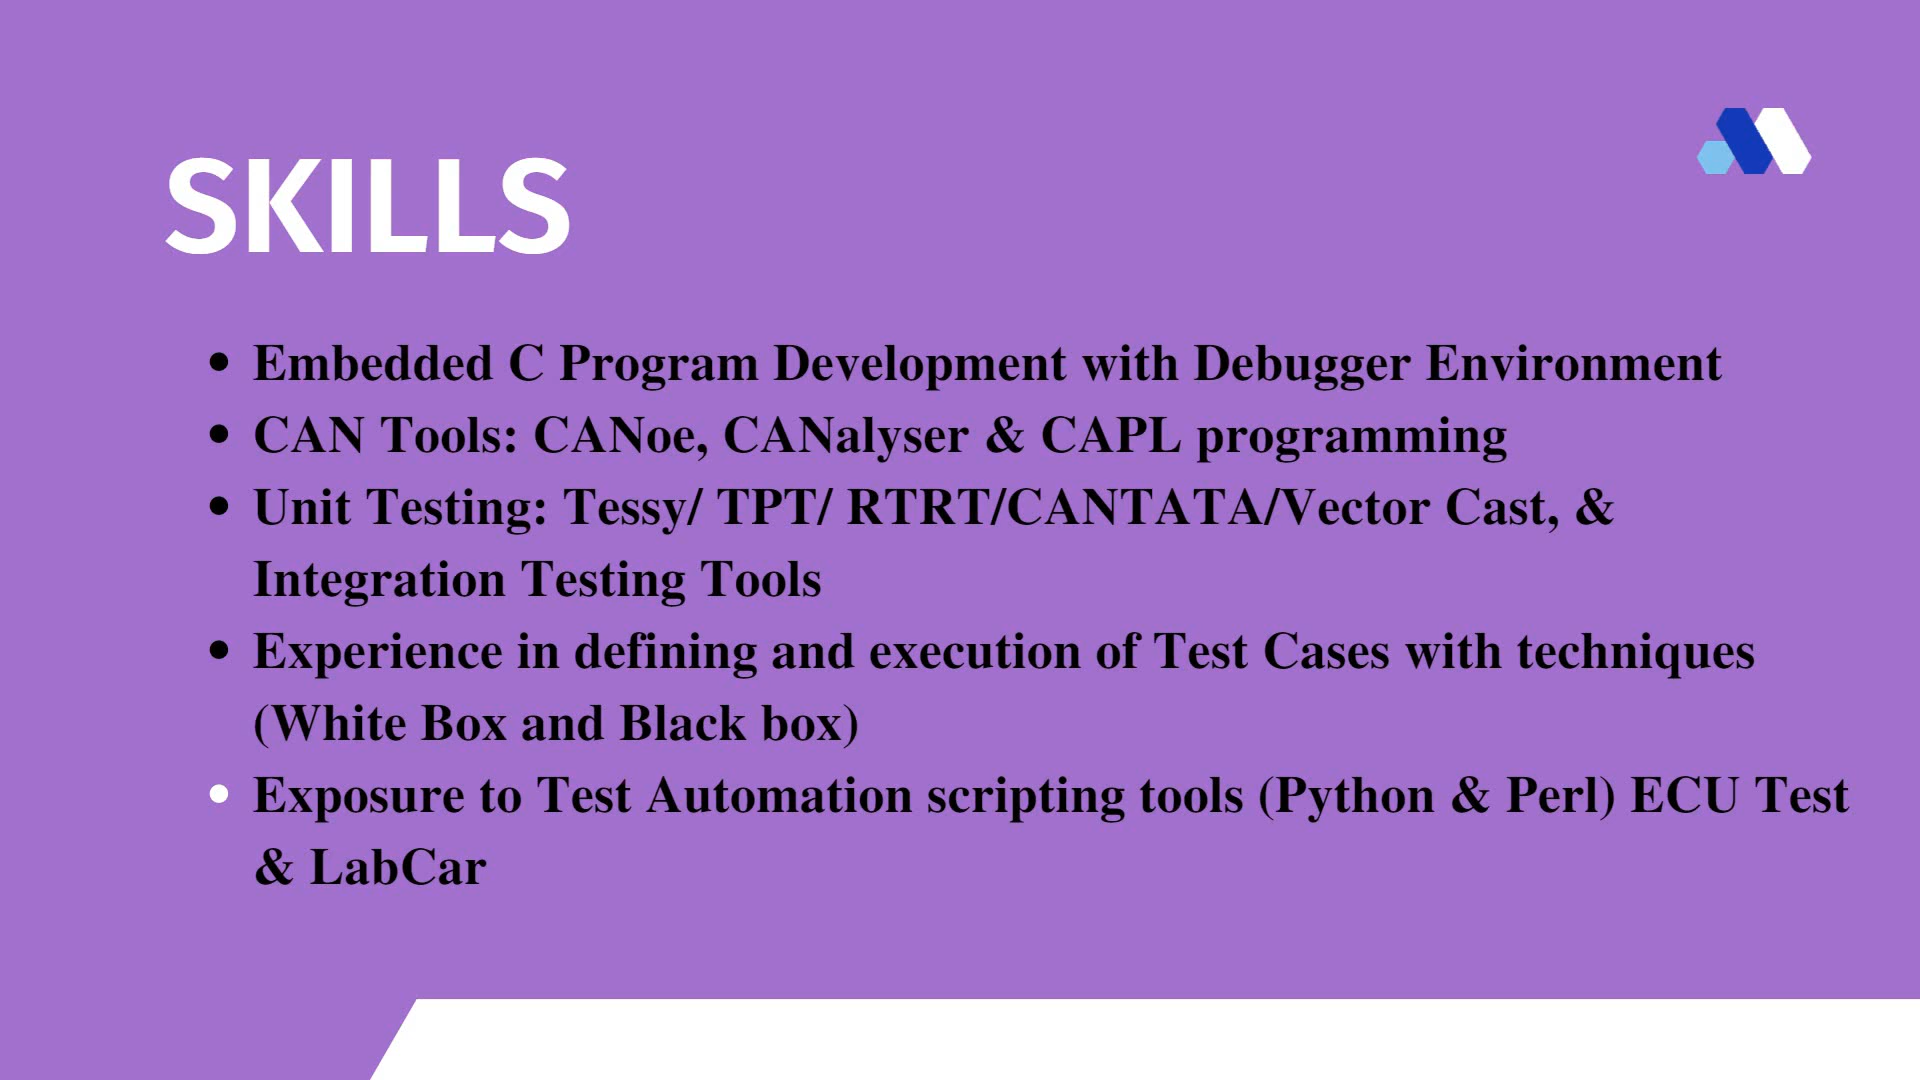 SKILLS
• Embedded C Program Development with Debugger Environment
• CAN Tools: CANoe, CANalyser & CAPL programming
• Unit Testing: Tessy/ TPT/ RTRT/CANTATA/Vector Cast, &
Integration Testing Tools
• Experience in defining and execution of Test Cases with techniques
(White Box and Black box)
• Exposure to Test Automation scripting tools (Python & Perl) ECU Test
& LabCar